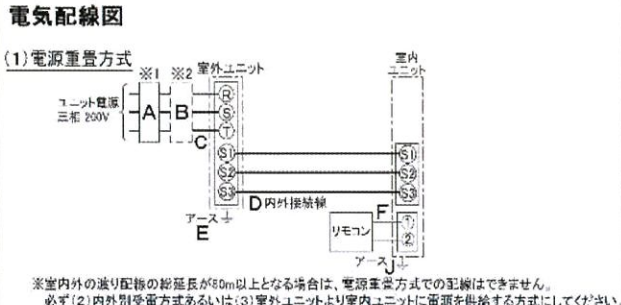 電気配線図
(1)電源重畳方式
※1 ※2 室外ユニット 室内ユニット
ユニット電源
三相 200V
A B
R
S
T
C
S1 S1
S2 S2
S3 S3
D 内外接続線
アース
E
F
リモコン
1
2
アース J
※室内外の渡り配線の総延長が80m以上となる場合は、電源重畳方式での配線はできません。
必ず(2)内外別受電方式あるいは(3)室外ユニットより室内ユニットに電源を供給する方式にしてください。